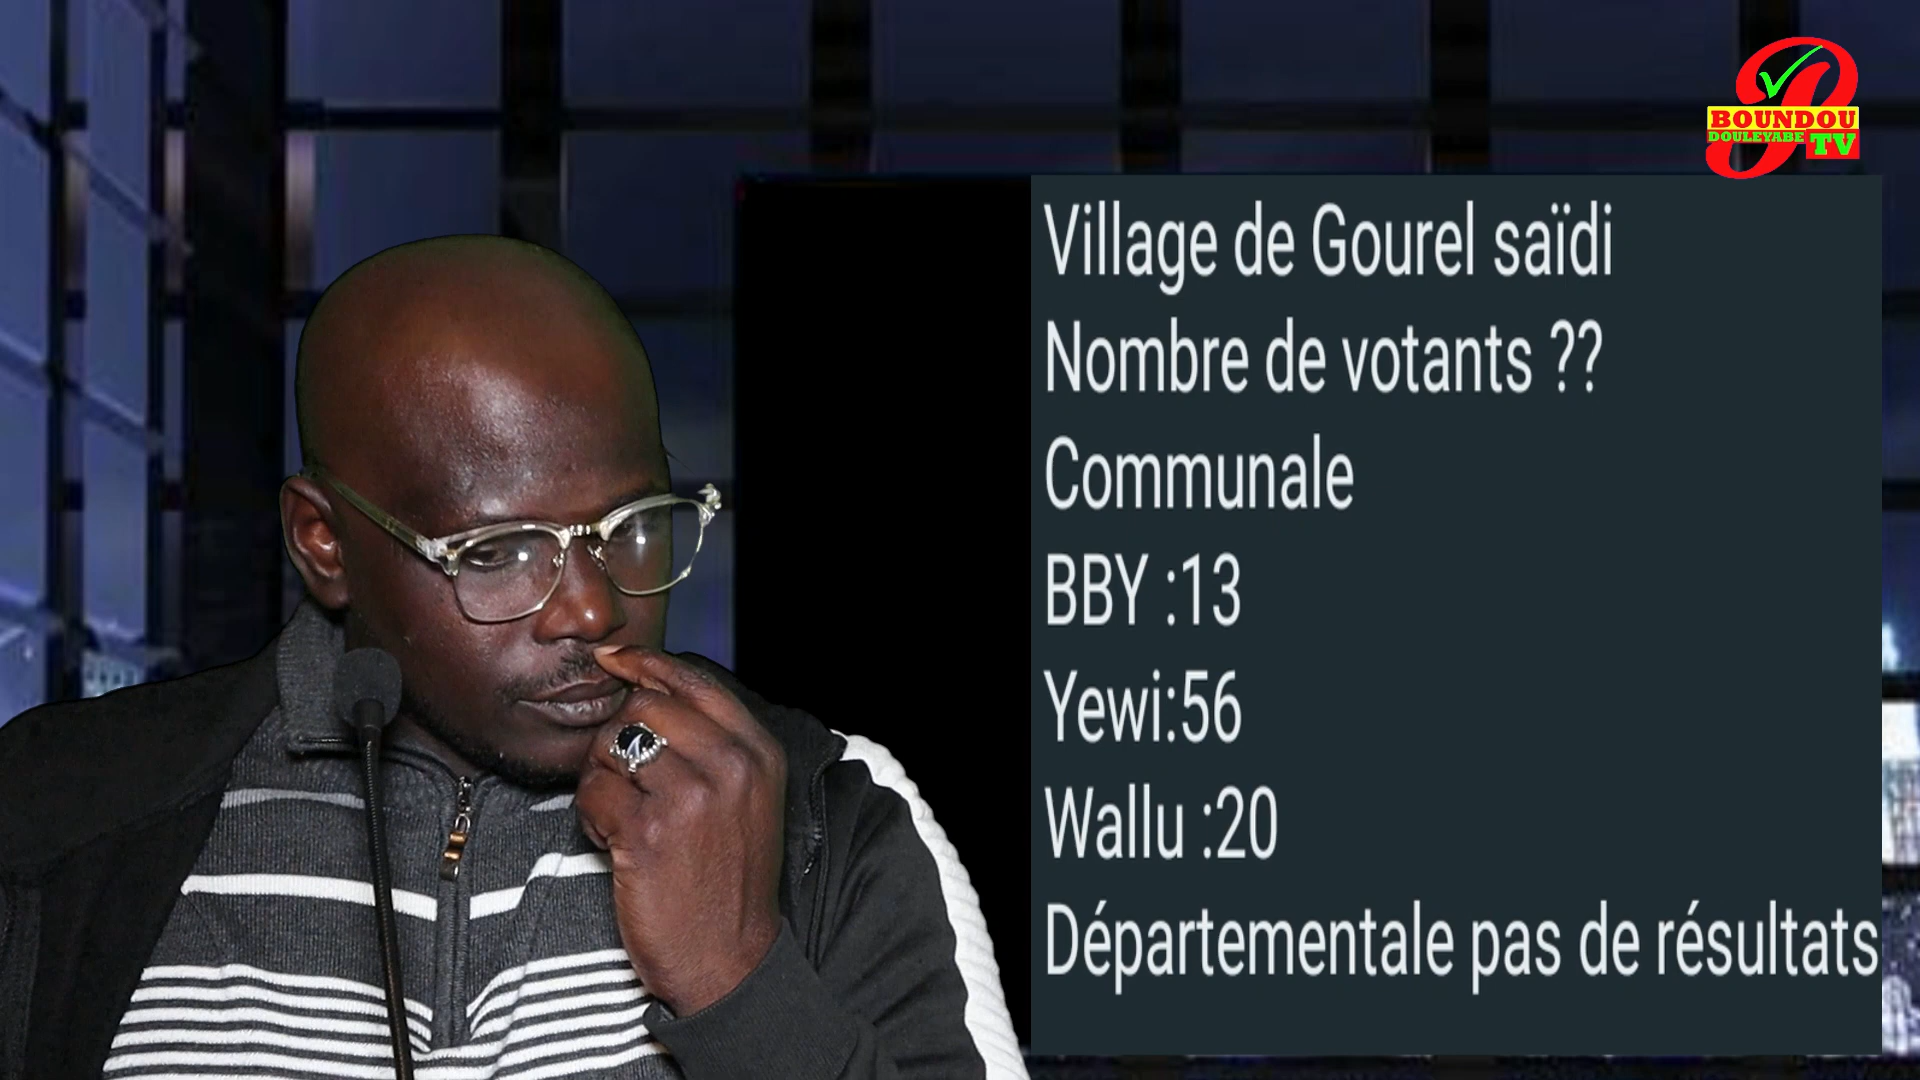 BOUNDOU
DOULEYABE TV
Village de Gourel saïdi
Nombre de votants ??
Communale
BBY :13
Yewi:56
Wallu :20
Départementale pas de résultats